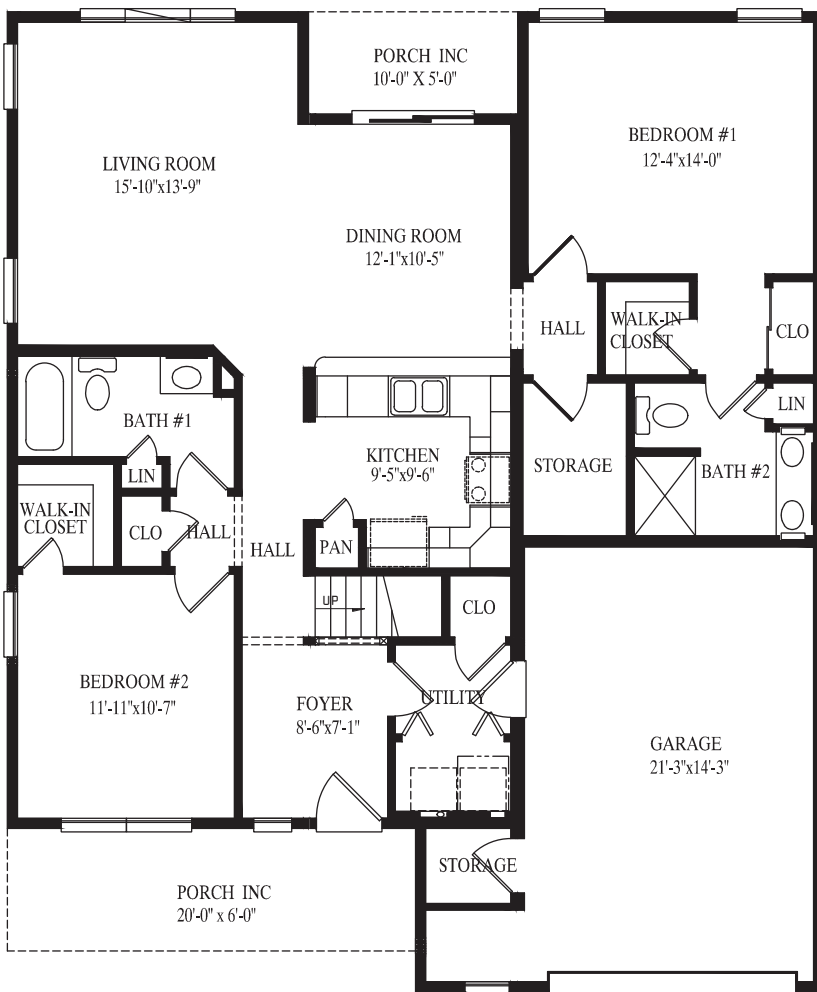 PORCH INC
10'-0" X 5'-0"
BEDROOM #1
12'-4"x14'-0"
LIVING ROOM
15'-10"x13'-9"
DINING ROOM
12'-1"x10'-5"
HALL
WALK-IN
CLOSET
CLO
LIN
BATH #1
LIN
KITCHEN
9'-5"x9'-6"
STORAGE
BATH #2
WALK-IN
CLOSET
CLO
HALL
HALL
PAN
UP
CLO
BEDROOM #2
11'-11"x10'-7"
FOYER
8'-6"x7'-1"
UTILITY
GARAGE
21'-3"x14'-3"
STORAGE
PORCH INC
20'-0" x 6'-0"